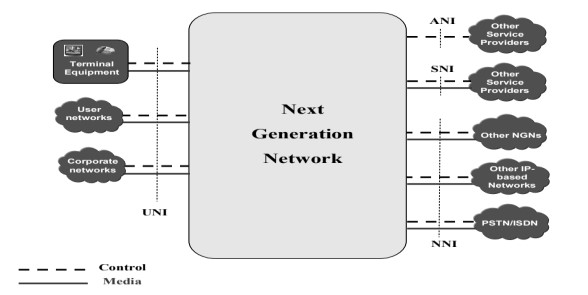 Terminal
Equipment
User
networks
Corporate
networks
UNI
Next
Generation
Network
ANI
Other
Service
Providers
SNI
Other
Service
Providers
Other NGNs
Other IP-
based
Networks
PSTN/ISDN
NNI
Control
Media